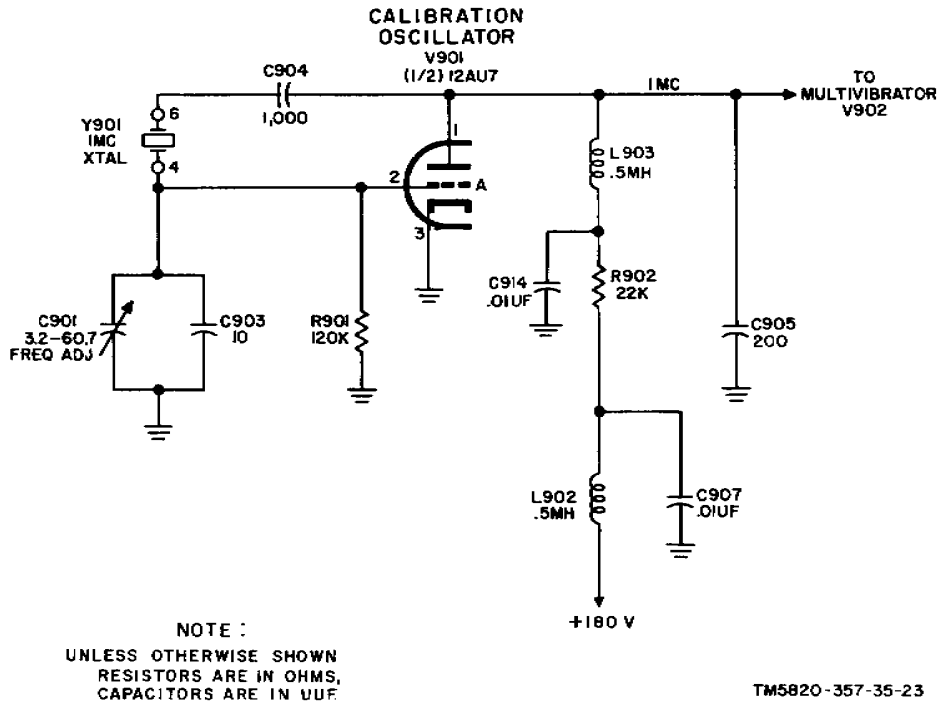 CALIBRATION
OSCILLATOR
V901
(1/2) 12AU7
C904
1,000
6
Y901
1MC
XTAL
4
1MC
TO
MULTIVIBRATOR
V902
1
2
A
3
L903
.5MH
C914
.01UF
R902
22K
C901
3.2-60.7
FREQ ADJ
C903
10
R901
120K
C905
200
L902
.5MH
C907
.01UF
+180 V
NOTE:
UNLESS OTHERWISE SHOWN
RESISTORS ARE IN OHMS,
CAPACITORS ARE IN UUF
TM5820-357-35-23